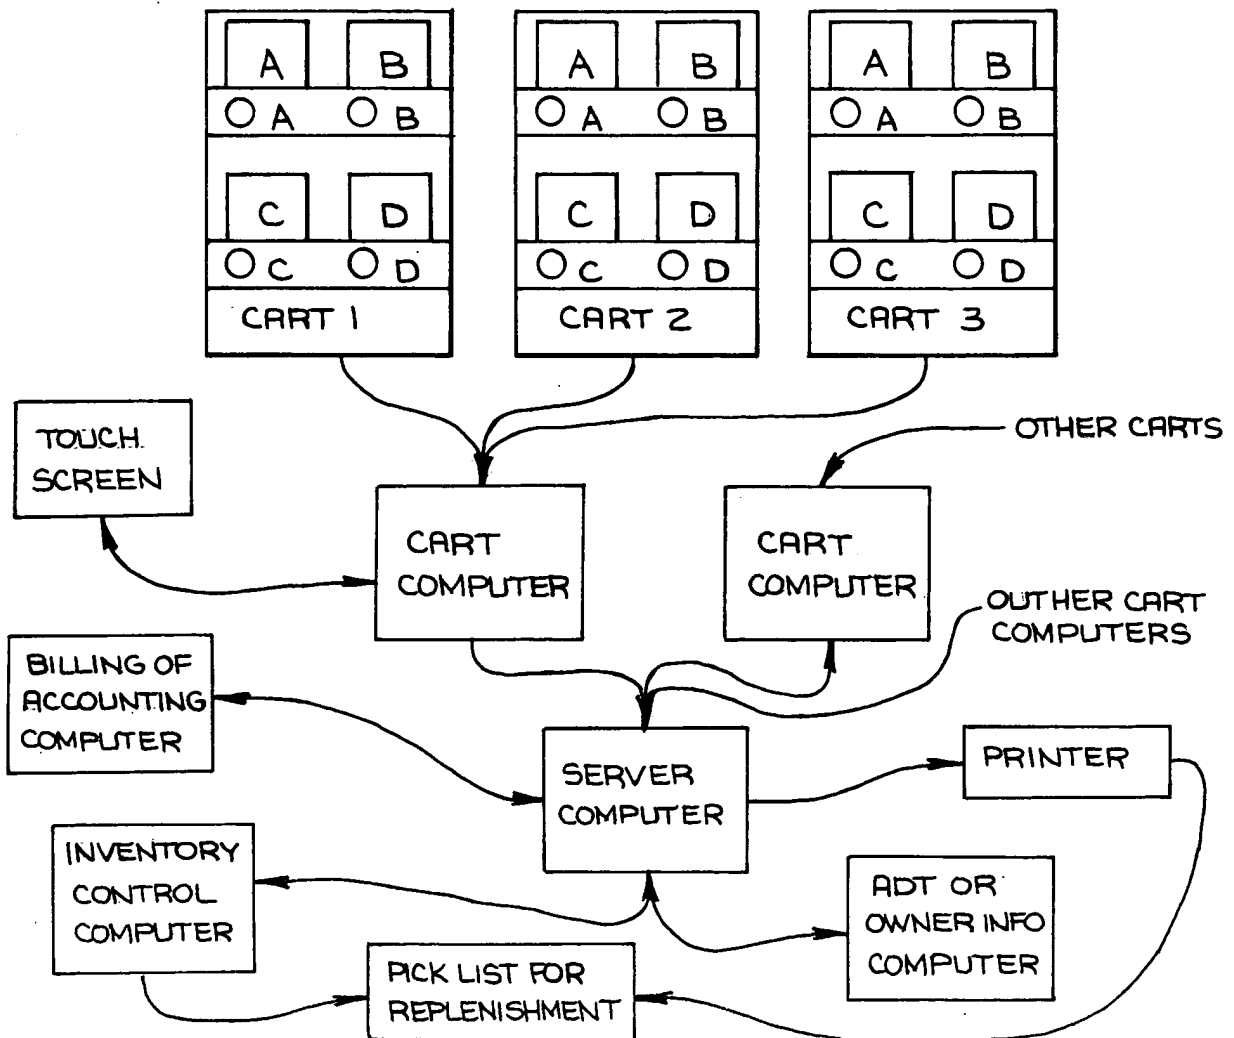 A B
A B
C D
C D
CART 1
A B
A B
C D
C D
CART 2
A B
A B
C D
C D
CART 3
TOUCH
SCREEN
OTHER CARTS
CART
COMPUTER
CART
COMPUTER
OUTHER CART
COMPUTERS
BILLING OF
ACCOUNTING
COMPUTER
SERVER
COMPUTER
PRINTER
INVENTORY
CONTROL
COMPUTER
ADT OR
OWNER INFO
COMPUTER
PICK LIST FOR
REPLENISHMENT